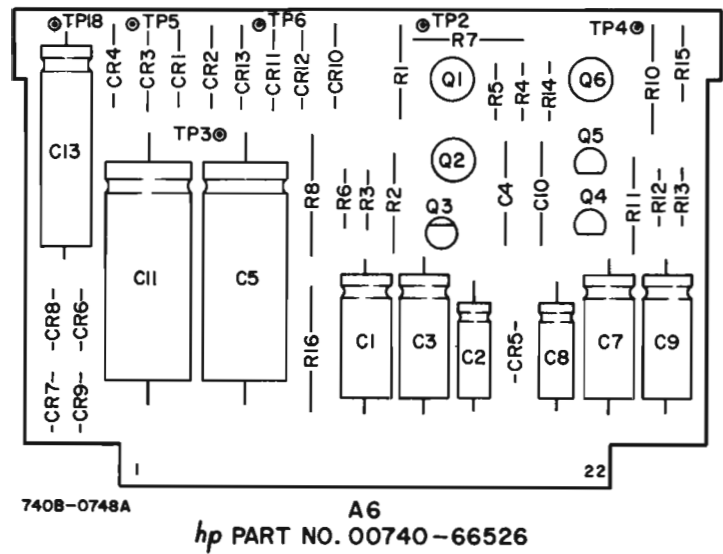 TP18 TP5 TP6 TP2 TP4
R7
CR4 CR3 CR1 CR2 CR13 CR11 CR12 CR10 R1 Q1 R5 R4 R14 Q6 R10 R15
TP3
C13 Q2 Q5
R8 R6 R3 R2 Q3 C4 C10 Q4 R11 R12 R13
C11 C5
CR8 CR6 R16 C1 C3 C2 CR5 C8 C7 C9
CR7 CR9
1 22
740B-0748A
A6
hp PART NO. 00740-66526